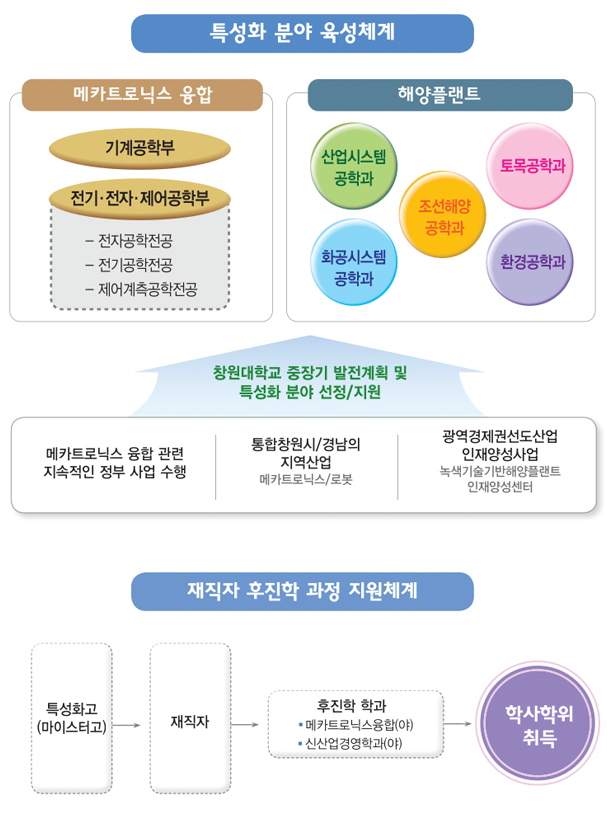 특성화 분야 육성체계
메카트로닉스 융합
기계공학부
전기·전자·제어공학부
– 전자공학전공
– 전기공학전공
– 제어계측공학전공
해양플랜트
산업시스템
공학과
토목공학과
조선해양
공학과
화공시스템
공학과
환경공학과
창원대학교 중장기 발전계획 및
특성화 분야 선정/지원
메카트로닉스 융합 관련
지속적인 정부 사업 수행
통합창원시/경남의
지역산업
메카트로닉스/로봇
광역경제권선도산업
인재양성사업
녹색기술기반해양플랜트
인재양성센터
재직자 후진학 과정 지원체계
특성화고
(마이스터고)
재직자
후진학 학과
▪ 메카트로닉스융합(야)
▪ 신산업경영학과(야)
학사학위
취득